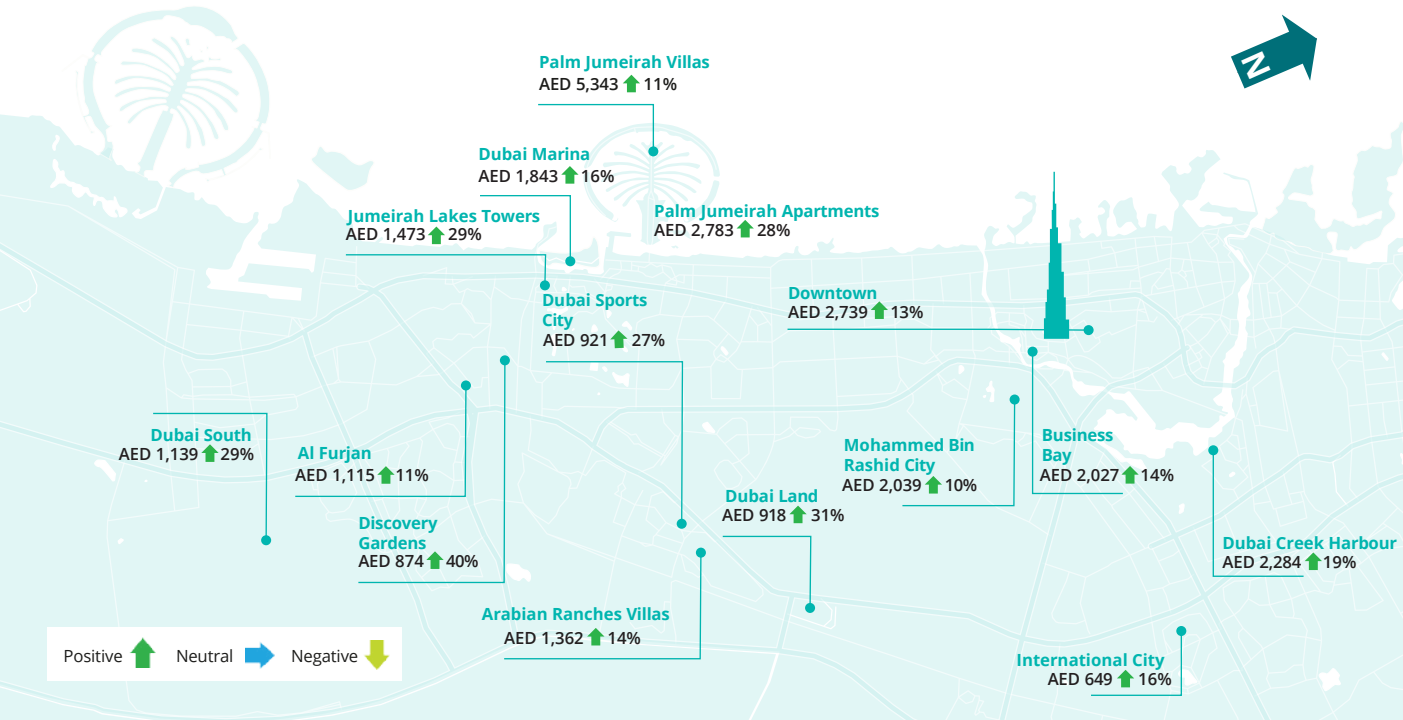 N
Palm Jumeirah Villas
AED 5,343 11%
Dubai Marina
AED 1,843 16%
Jumeirah Lakes Towers
AED 1,473 29%
Palm Jumeirah Apartments
AED 2,783 28%
Dubai Sports
City
AED 921 27%
Downtown
AED 2,739 13%
Dubai South
AED 1,139 29%
Al Furjan
AED 1,115 11%
Mohammed Bin
Rashid City
AED 2,039 10%
Business
Bay
AED 2,027 14%
Discovery
Gardens
AED 874 40%
Dubai Land
AED 918 31%
Dubai Creek Harbour
AED 2,284 19%
Arabian Ranches Villas
AED 1,362 14%
International City
AED 649 16%
Positive Neutral Negative